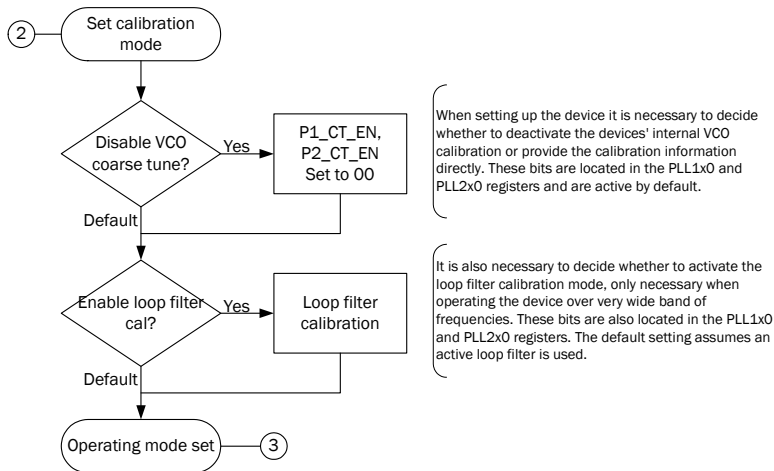 2
Set calibration
mode
Disable VCO
coarse tune?
Yes
P1_CT_EN,
P2_CT_EN
Set to 00
Default
When setting up the device it is necessary to decide
whether to deactivate the devices' internal VCO
calibration or provide the calibration information
directly. These bits are located in the PLL1x0 and
PLL2x0 registers and are active by default.
Enable loop filter
cal?
Yes
Loop filter
calibration
Default
It is also necessary to decide whether to activate the
loop filter calibration mode, only necessary when
operating the device over very wide band of
frequencies. These bits are also located in the PLL1x0
and PLL2x0 registers. The default setting assumes an
active loop filter is used.
Operating mode set
3